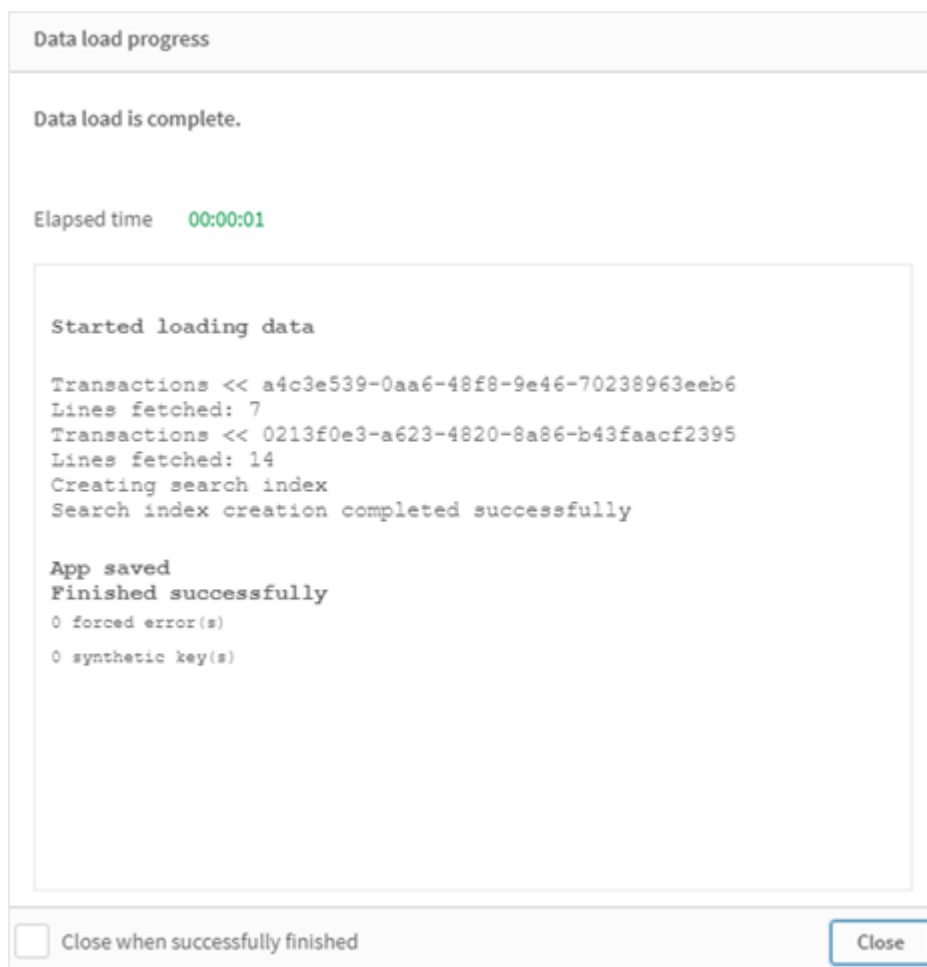 Data load progress
Data load is complete.
Elapsed time 00:00:01
Started loading data
Transactions << a4c3e539-0aa6-48f8-9e46-70238963eeb6
Lines fetched: 7
Transactions << 0213f0e3-a623-4820-8a86-b43faacf2395
Lines fetched: 14
Creating search index
Search index creation completed successfully
App saved
Finished successfully
0 forced error(s)
0 synthetic key(s)
Close when successfully finished Close